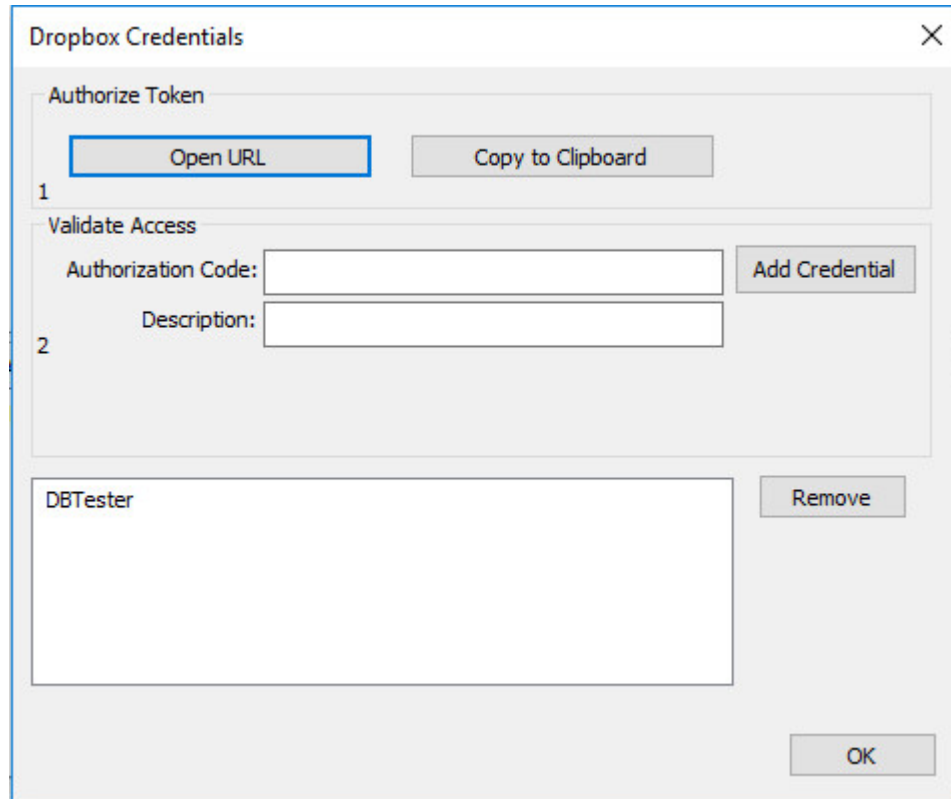 Dropbox Credentials
Authorize Token
Open URL Copy to Clipboard
1
Validate Access
Authorization Code: Add Credential
Description:
2
DBTester
Remove
OK